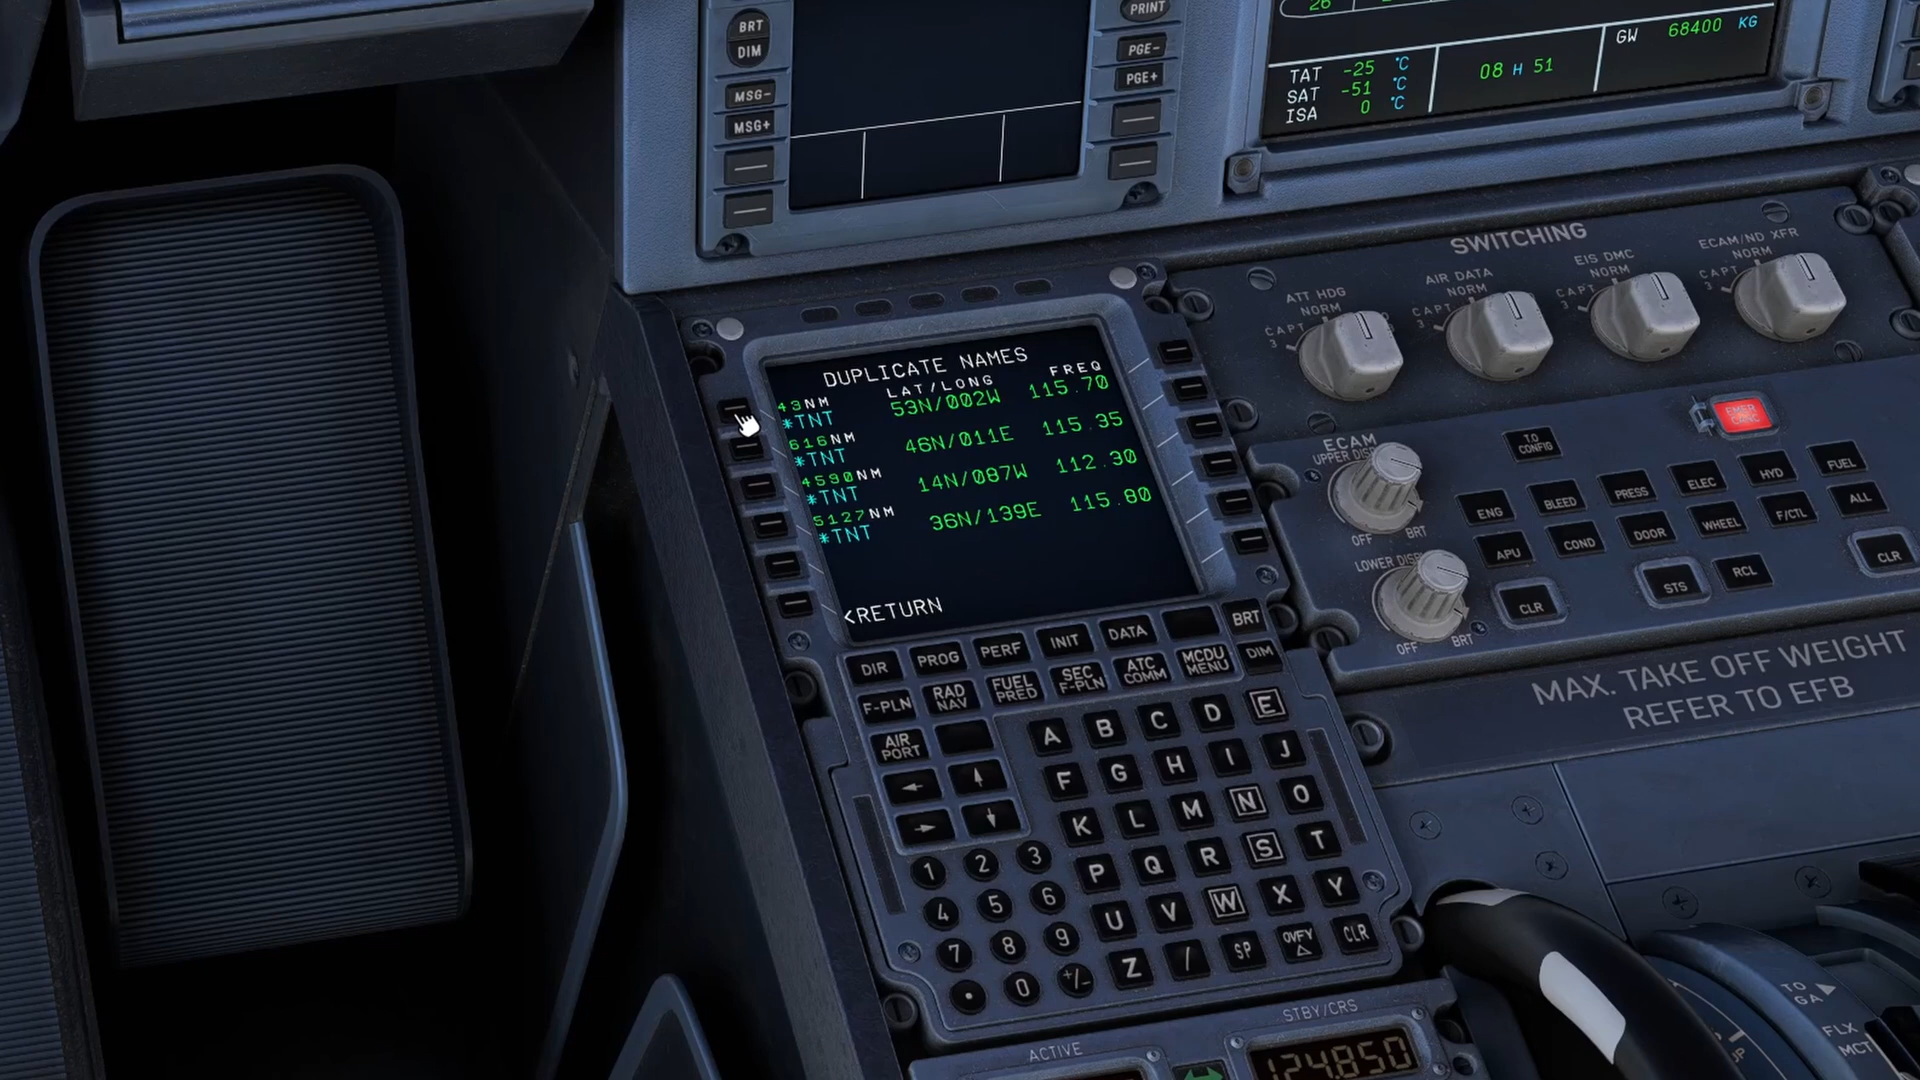 BRT
DIM
MSG-
MSG+
PRINT
PGE-
PGE+
26
TAT -25 °C
SAT -51 °C
ISA 0 °C
08 H 51
GW 68400 KG
SWITCHING
ATT HDG
NORM
CAPT
3
AIR DATA
NORM
CAPT
3
EIS DMC
NORM
CAPT
3
ECAM/ND XFR
NORM
CAPT
DUPLICATE NAMES
LAT/LONG FREQ
43NM
*TNT 53N/002W 115.70
616NM
*TNT 46N/011E 115.35
4590NM
*TNT 14N/087W 112.30
5127NM
*TNT 36N/139E 115.80
<RETURN
DIR PROG PERF INIT DATA BRT
F-PLN RAD NAV FUEL PRED SEC F-PLN ATC COMM MCDU MENU DIM
AIR PORT
← ↑
→ ↓
A B C D E
F G H I J
K L M N O
P Q R S T
U V W X Y
Z / SP OVFY △ CLR
1 2 3
4 5 6
7 8 9
. 0 +/-
ECAM
UPPER
OFF BRT
LOWER
OFF BRT
T.O CONFIG
EMER CANC
ENG BLEED PRESS ELEC HYD FUEL
APU COND DOOR WHEEL F/CTL ALL
CLR STS RCL CLR
MAX. TAKE OFF WEIGHT
REFER TO EFB
ACTIVE
STBY/CRS
124.850
TO
GA
FLX
MCT